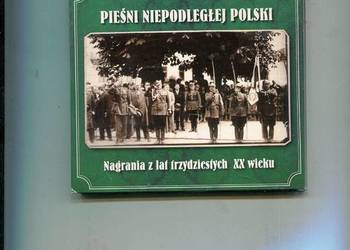 PIEŚNI NIEPODLEGŁEJ POLSKI
Nagrania z lat trzydziestych XX wieku